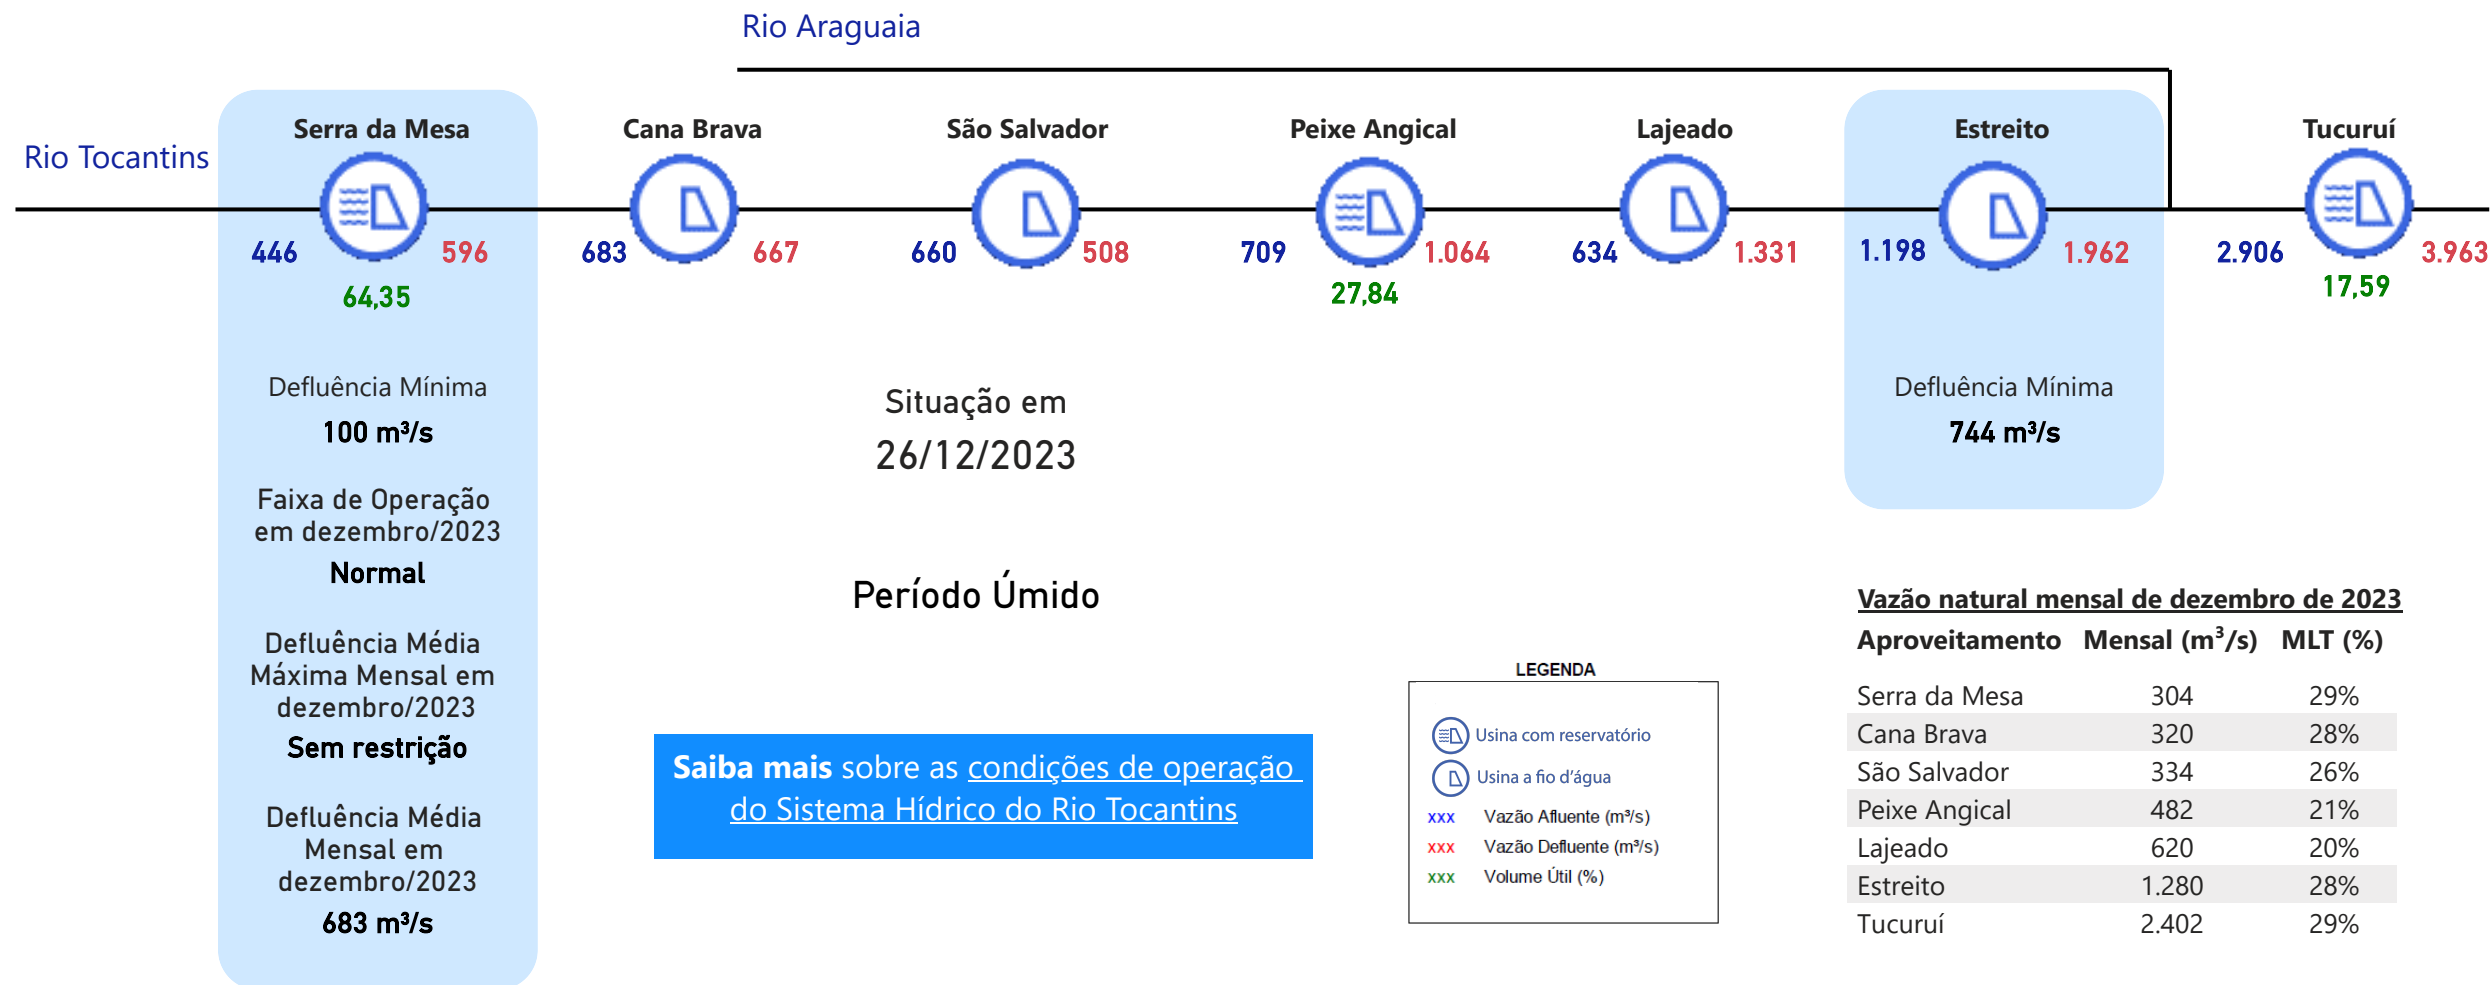 Rio Araguaia
Rio Tocantins
Serra da Mesa
Cana Brava
São Salvador
Peixe Angical
Lajeado
Estreito
Tucuruí
446
596
683
667
660
508
709
1.064
634
1.331
1.198
1.962
2.906
3.963
64,35
27,84
17,59
Defluência Mínima
100 m³/s
Faixa de Operação
em dezembro/2023
Normal
Defluência Média
Máxima Mensal em
dezembro/2023
Sem restrição
Defluência Média
Mensal em
dezembro/2023
683 m³/s
Situação em
26/12/2023
Período Úmido
Saiba mais sobre as condições de operação
do Sistema Hídrico do Rio Tocantins
Defluência Mínima
744 m³/s
LEGENDA
Usina com reservatório
Usina a fio d'água
xxx Vazão Afluente (m³/s)
xxx Vazão Defluente (m³/s)
xxx Volume Útil (%)
Vazão natural mensal de dezembro de 2023
Aproveitamento Mensal (m³/s) MLT (%)
Serra da Mesa 304 29%
Cana Brava 320 28%
São Salvador 334 26%
Peixe Angical 482 21%
Lajeado 620 20%
Estreito 1.280 28%
Tucuruí 2.402 29%